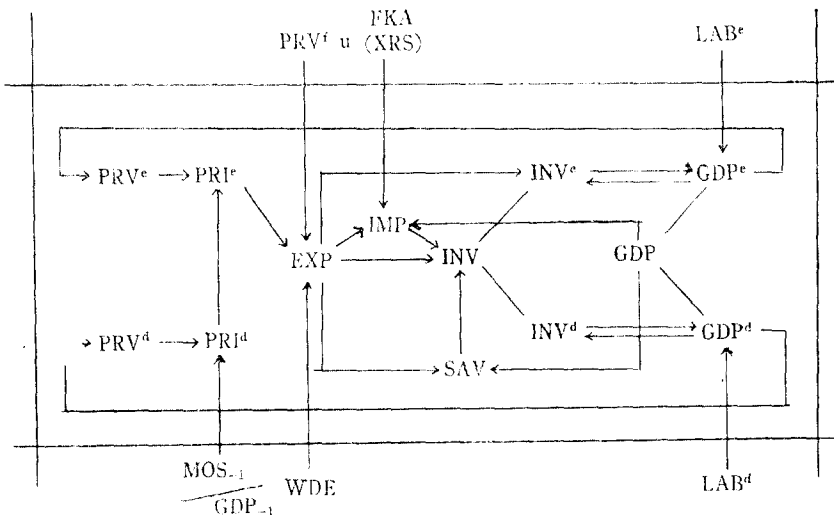 FKA
PRVᶠ u (XRS) LABᵉ
PRVᵉ PRIᵉ INVᵉ GDPᵉ
IMP
EXP INV GDP
PRVᵈ PRIᵈ INVᵈ GDPᵈ
SAV
MOS₋₁ WDE LABᵈ
GDP₋₁